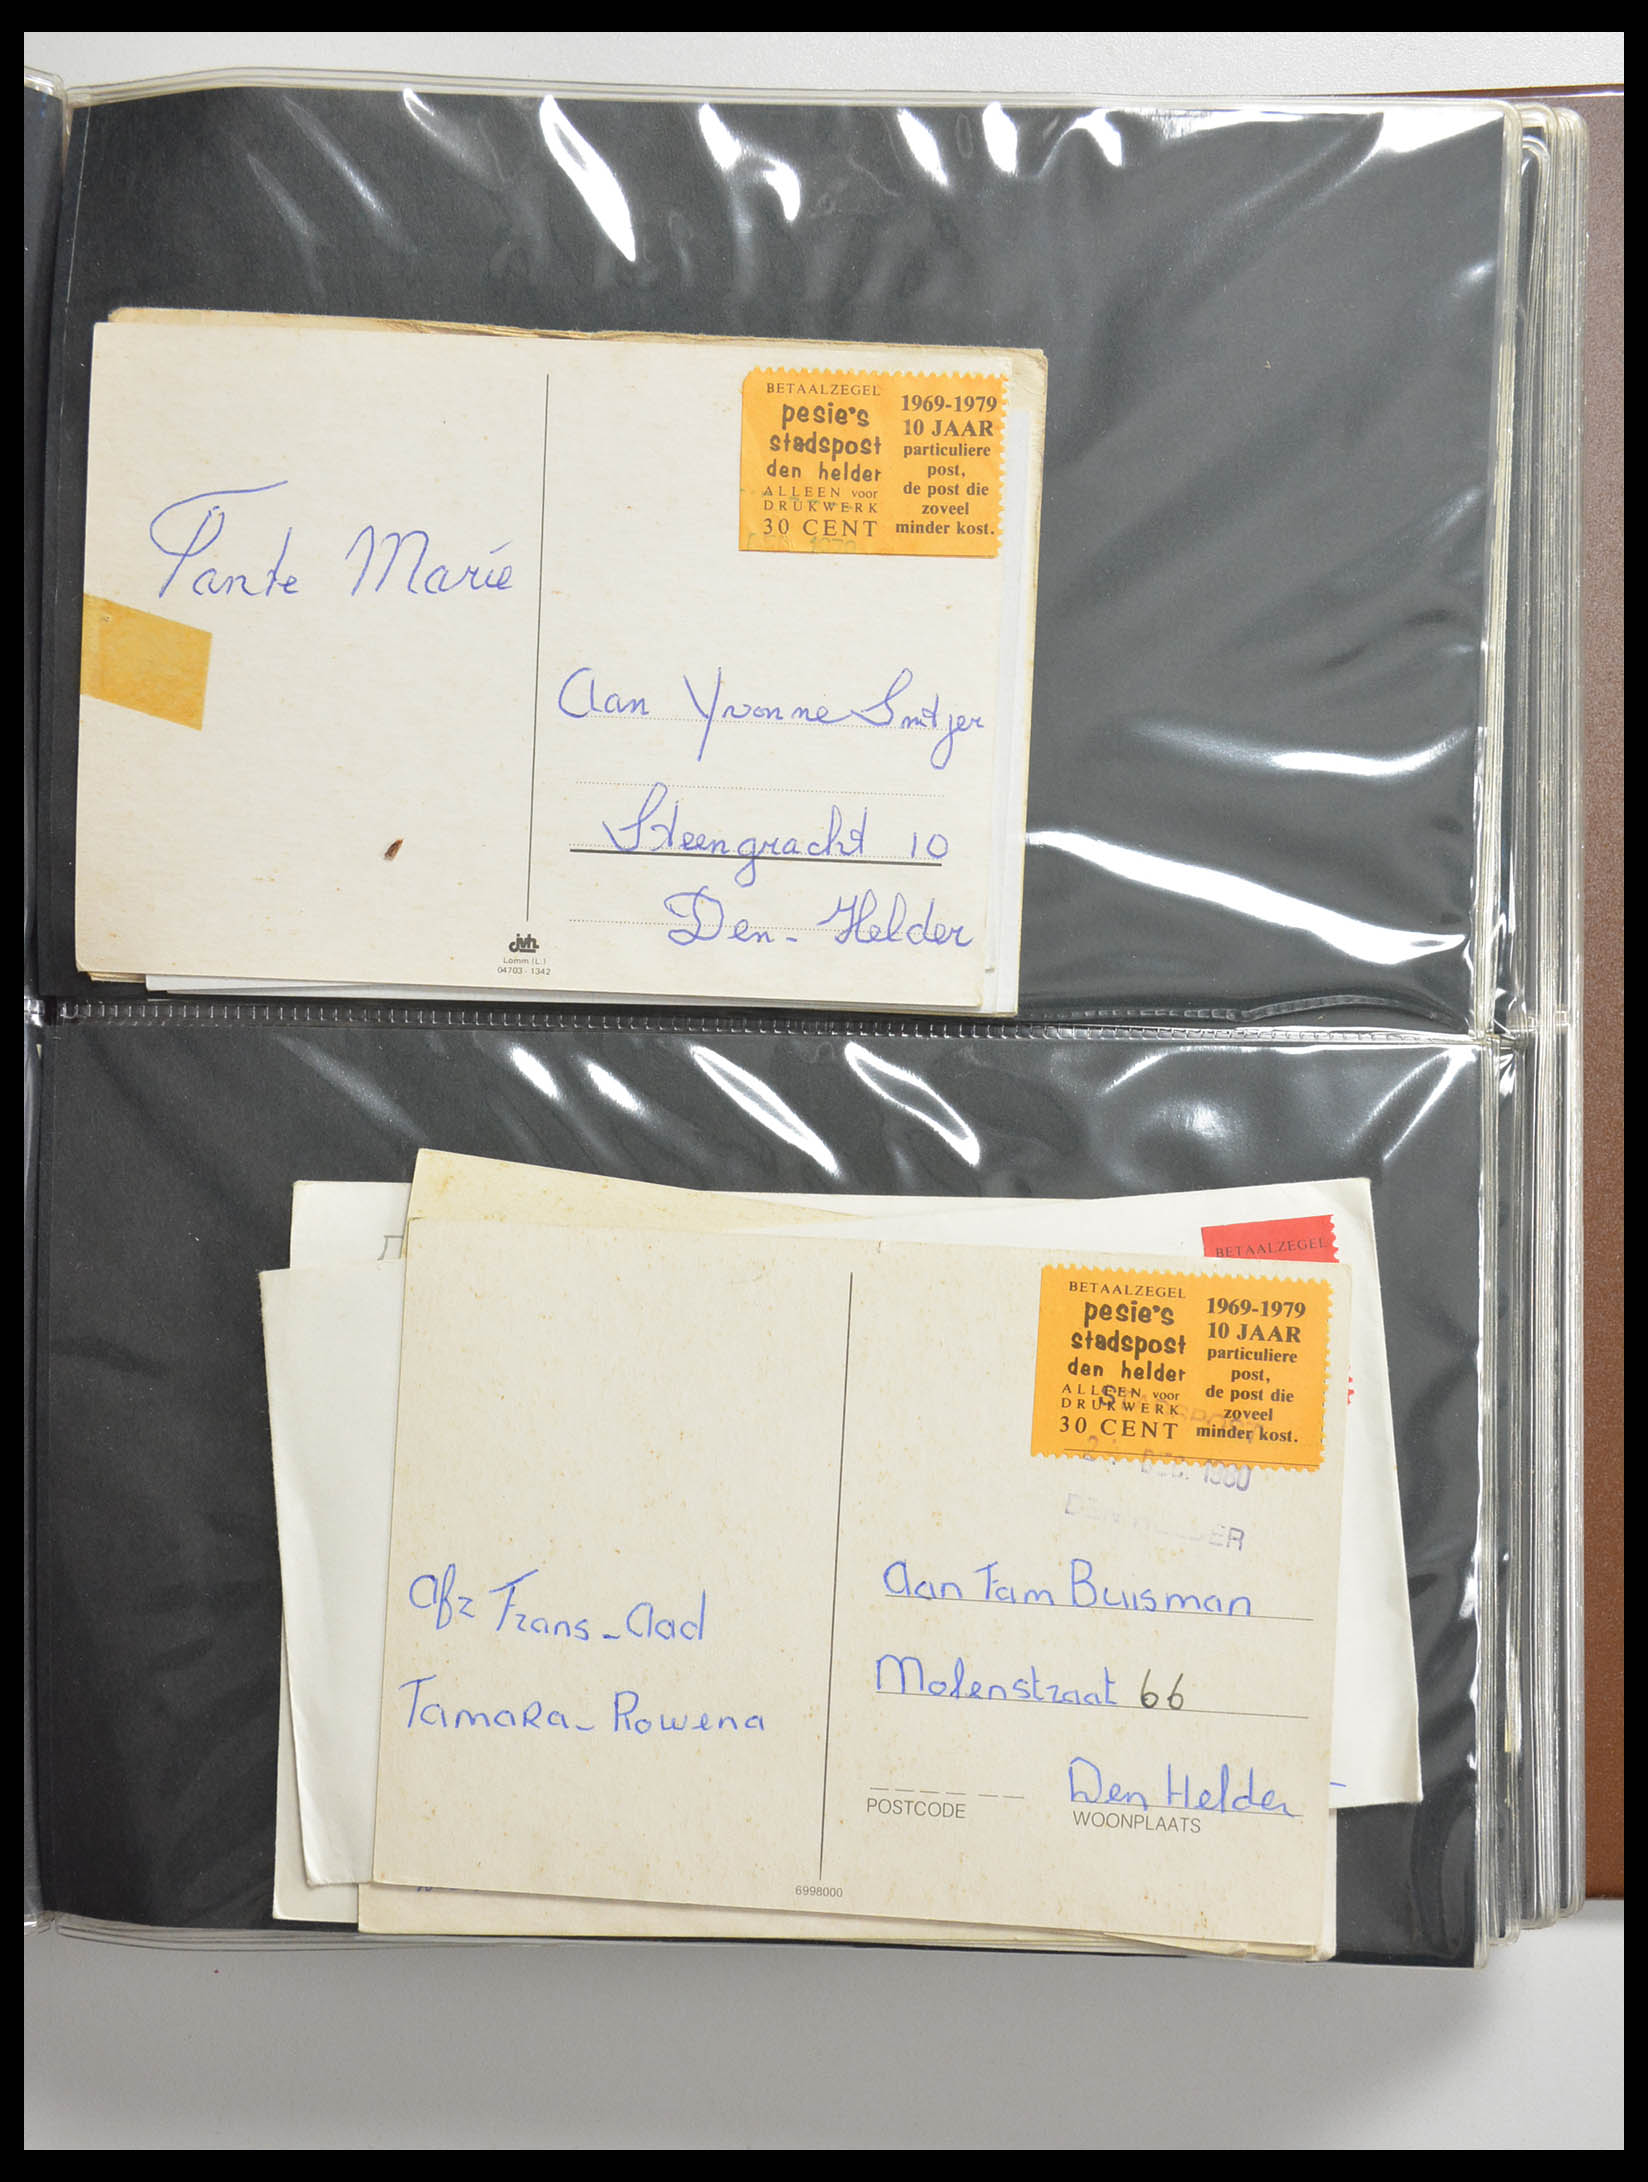 BETAALZEGEL
pesie's
stadspost
den helder
ALLEEN voor
DRUKWERK
30 CENT
1969-1979
10 JAAR
particuliere
post,
de post die
zoveel
minder kost.
Tante Marie
Aan Yvonne Smitjer
Steengracht 10
Den-Helder
jvh
Lomm (L.)
04703 - 1342
BETAALZEGEL
BETAALZEGEL
pesie's
stadspost
den helder
ALLEEN voor
DRUKWERK
30 CENT
1969-1979
10 JAAR
particuliere
post,
de post die
zoveel
minder kost.
DEC. 1980
Afz Frans_Aad
Tamara_Rowena
Aan Fam Buisman
Molenstraat 66
Den Helder
POSTCODE
WOONPLAATS
6998000